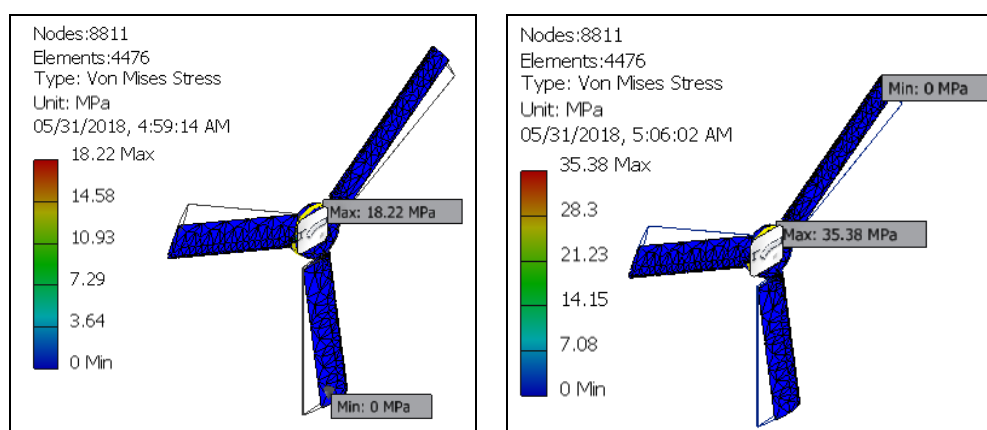 Nodes:8811
Elements:4476
Type: Von Mises Stress
Unit: MPa
05/31/2018, 4:59:14 AM
18.22 Max
14.58
10.93
7.29
3.64
0 Min
Max: 18.22 MPa
Min: 0 MPa
Nodes:8811
Elements:4476
Type: Von Mises Stress
Unit: MPa
05/31/2018, 5:06:02 AM
35.38 Max
28.3
21.23
14.15
7.08
0 Min
Min: 0 MPa
Max: 35.38 MPa